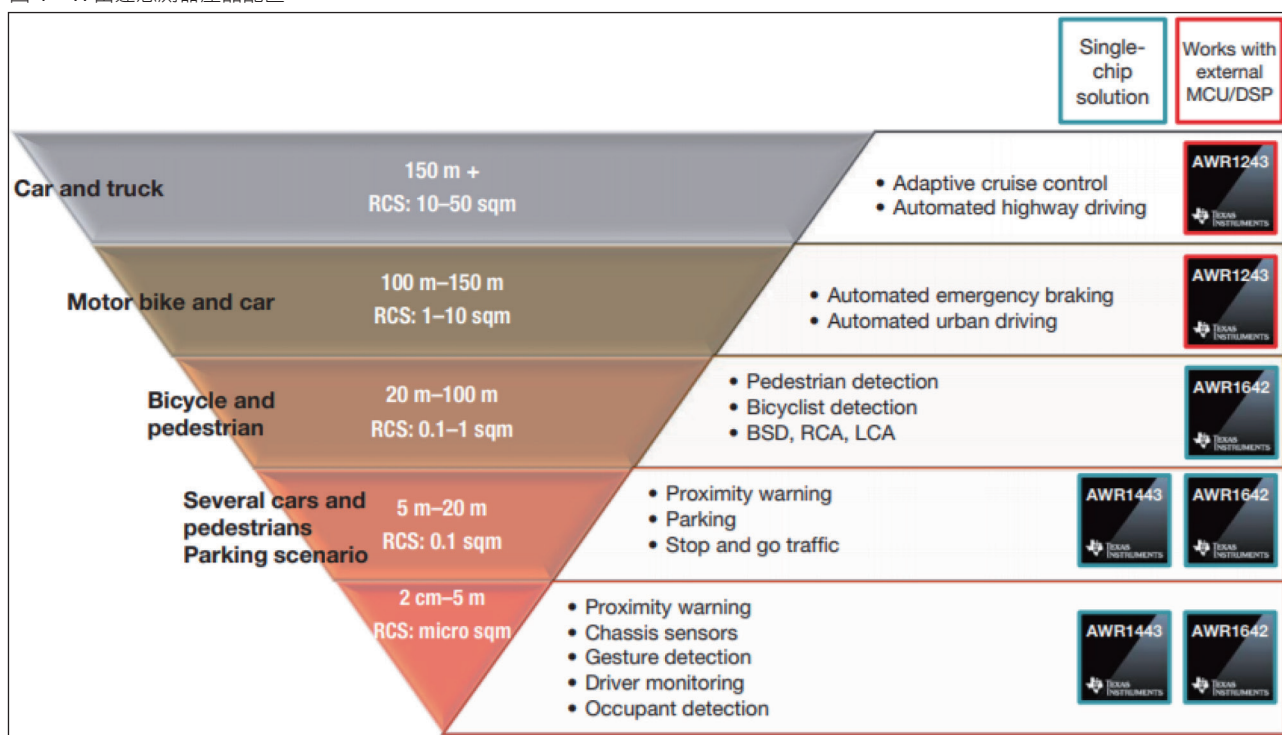 Single-
chip
solution
Works with
external
MCU/DSP
Car and truck
150 m +
RCS: 10–50 sqm
• Adaptive cruise control
• Automated highway driving
AWR1243
TEXAS
INSTRUMENTS
Motor bike and car
100 m–150 m
RCS: 1–10 sqm
• Automated emergency braking
• Automated urban driving
AWR1243
TEXAS
INSTRUMENTS
Bicycle and
pedestrian
20 m–100 m
RCS: 0.1–1 sqm
• Pedestrian detection
• Bicyclist detection
• BSD, RCA, LCA
AWR1642
TEXAS
INSTRUMENTS
Several cars and
pedestrians
Parking scenario
5 m–20 m
RCS: 0.1 sqm
• Proximity warning
• Parking
• Stop and go traffic
AWR1443
TEXAS
INSTRUMENTS
AWR1642
TEXAS
INSTRUMENTS
2 cm–5 m
RCS: micro sqm
• Proximity warning
• Chassis sensors
• Gesture detection
• Driver monitoring
• Occupant detection
AWR1443
TEXAS
INSTRUMENTS
AWR1642
TEXAS
INSTRUMENTS